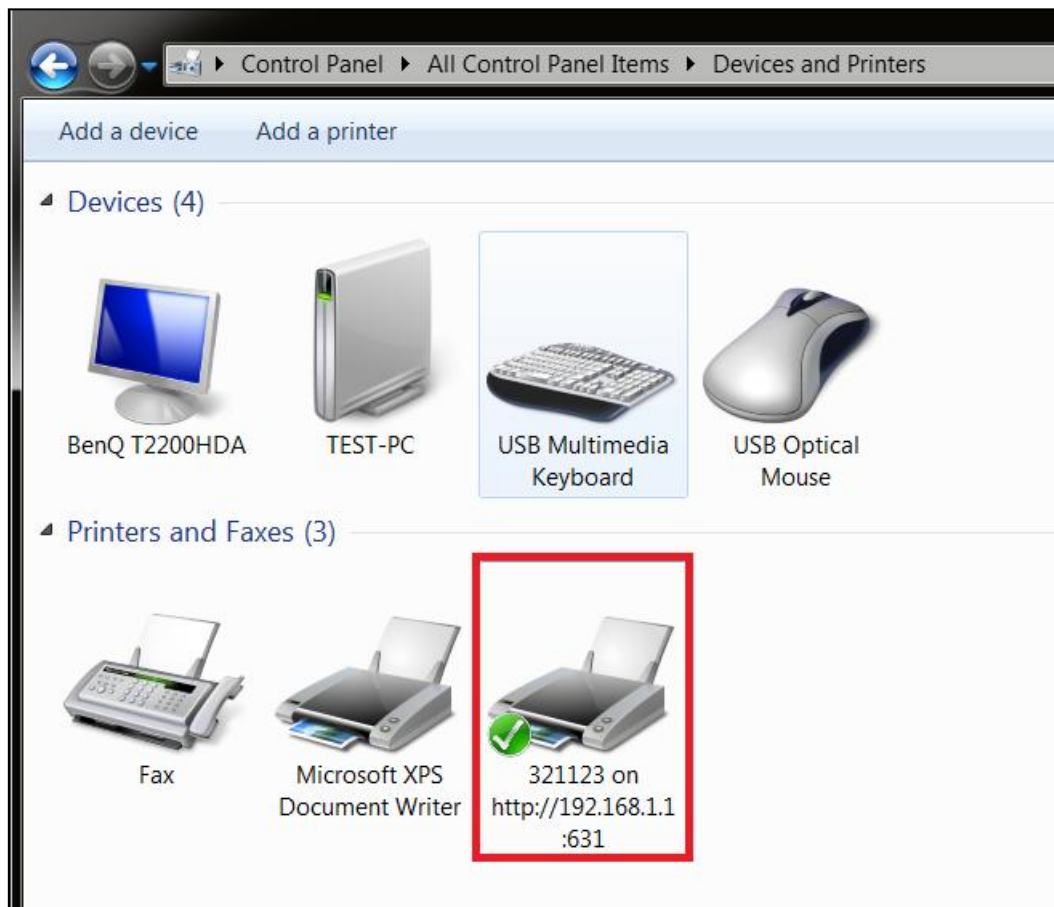 Control Panel ▸ All Control Panel Items ▸ Devices and Printers
Add a device Add a printer
Devices (4)
BenQ T2200HDA
TEST-PC
USB Multimedia
Keyboard
USB Optical
Mouse
Printers and Faxes (3)
Fax
Microsoft XPS
Document Writer
321123 on
http://192.168.1.1
:631